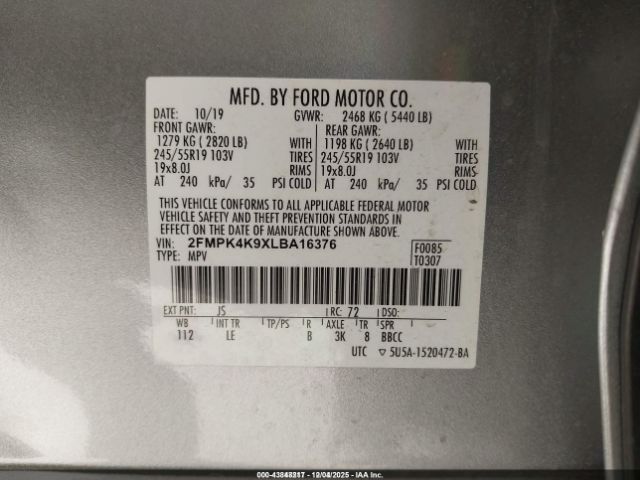 MFD. BY FORD MOTOR CO.
DATE: 10/19 GVWR: 2468 KG ( 5440 LB)
FRONT GAWR: REAR GAWR:
1279 KG ( 2820 LB) WITH 1198 KG ( 2640 LB) WITH
245/55R19 103V TIRES 245/55R19 103V TIRES
19x8.0J RIMS 19x8.0J RIMS
AT 240 kPa/ 35 PSI COLD AT 240 kPa/ 35 PSI COLD
THIS VEHICLE CONFORMS TO ALL APPLICABLE FEDERAL MOTOR
VEHICLE SAFETY AND THEFT PREVENTION STANDARDS IN
EFFECT ON THE DATE OF MANUFACTURE SHOWN ABOVE.
VIN: 2FMPK4K9XLBA16376 F0085
TYPE: MPV T0307
EXT PNT: JS RC: 72 DSO:
WB INT TR TP/PS R AXLE TR SPR
112 LE B 3K 8 BBCC
UTC ▽ 5U5A-1520472-BA
12/04/2025 - IAA, Inc.